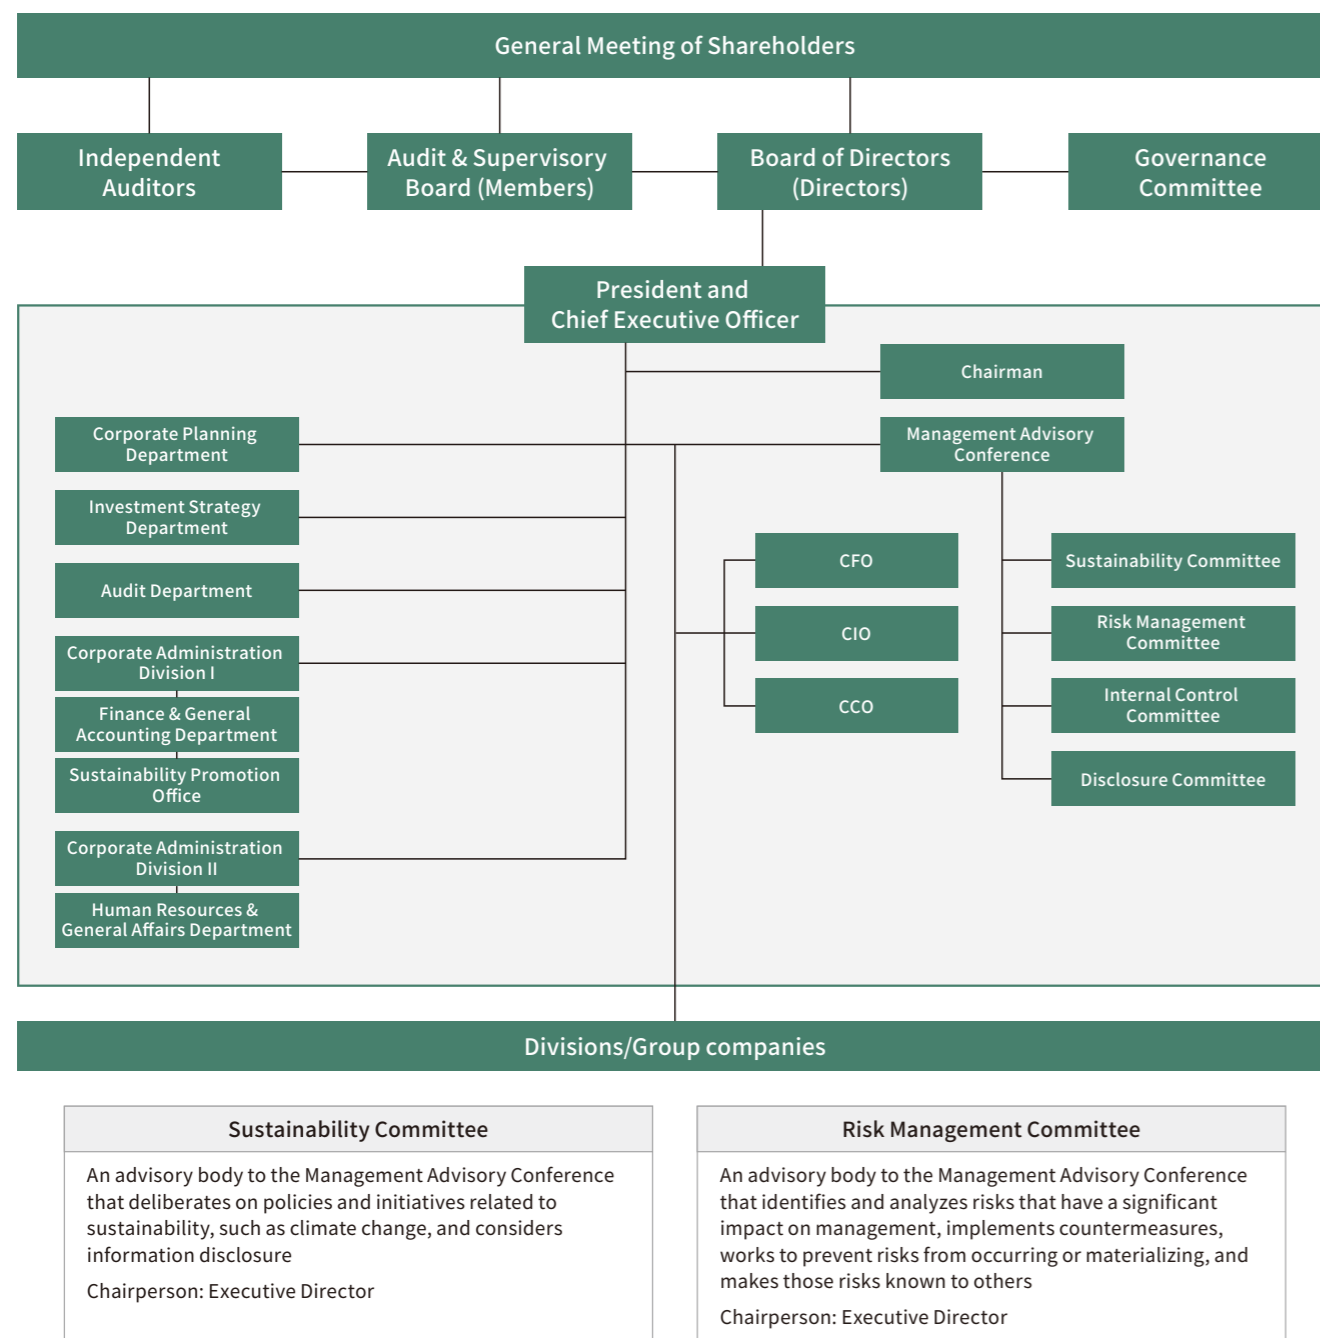 General Meeting of Shareholders
Independent
Auditors
Audit & Supervisory
Board (Members)
Board of Directors
(Directors)
Governance
Committee
President and
Chief Executive Officer
Chairman
Corporate Planning
Department
Management Advisory
Conference
Investment Strategy
Department
Audit Department
Corporate Administration
Division I
Finance & General
Accounting Department
Sustainability Promotion
Office
Corporate Administration
Division II
Human Resources &
General Affairs Department
CFO
CIO
CCO
Sustainability Committee
Risk Management
Committee
Internal Control
Committee
Disclosure Committee
Divisions/Group companies
Sustainability Committee
An advisory body to the Management Advisory Conference
that deliberates on policies and initiatives related to
sustainability, such as climate change, and considers
information disclosure
Chairperson: Executive Director
Risk Management Committee
An advisory body to the Management Advisory Conference
that identifies and analyzes risks that have a significant
impact on management, implements countermeasures,
works to prevent risks from occurring or materializing, and
makes those risks known to others
Chairperson: Executive Director